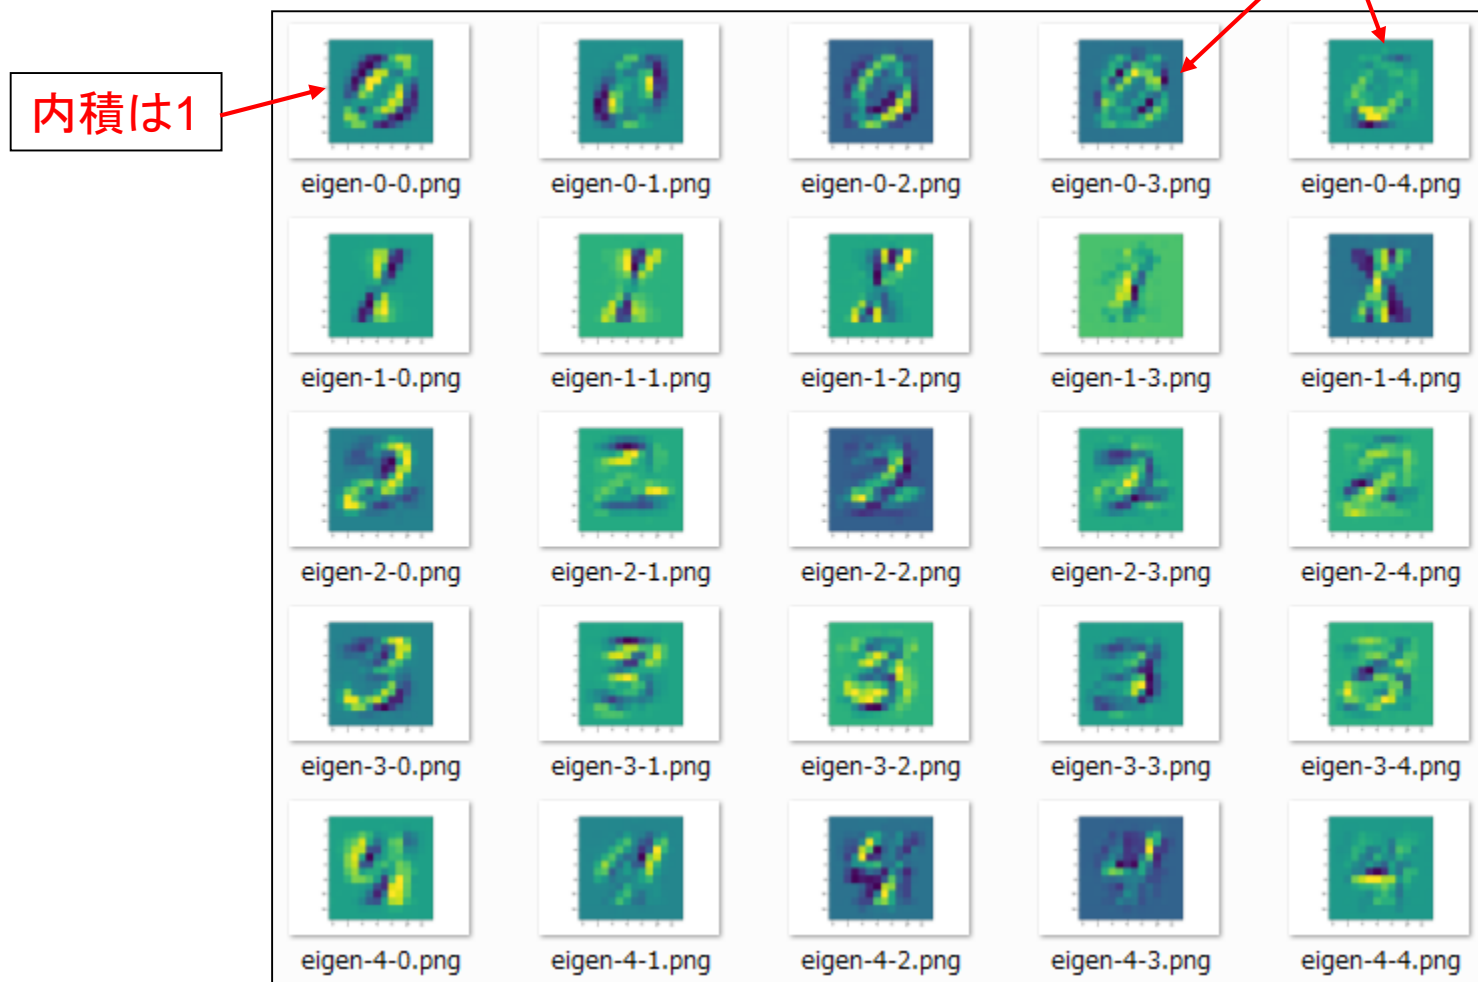 内積は1
eigen-0-0.png eigen-0-1.png eigen-0-2.png eigen-0-3.png eigen-0-4.png
eigen-1-0.png eigen-1-1.png eigen-1-2.png eigen-1-3.png eigen-1-4.png
eigen-2-0.png eigen-2-1.png eigen-2-2.png eigen-2-3.png eigen-2-4.png
eigen-3-0.png eigen-3-1.png eigen-3-2.png eigen-3-3.png eigen-3-4.png
eigen-4-0.png eigen-4-1.png eigen-4-2.png eigen-4-3.png eigen-4-4.png